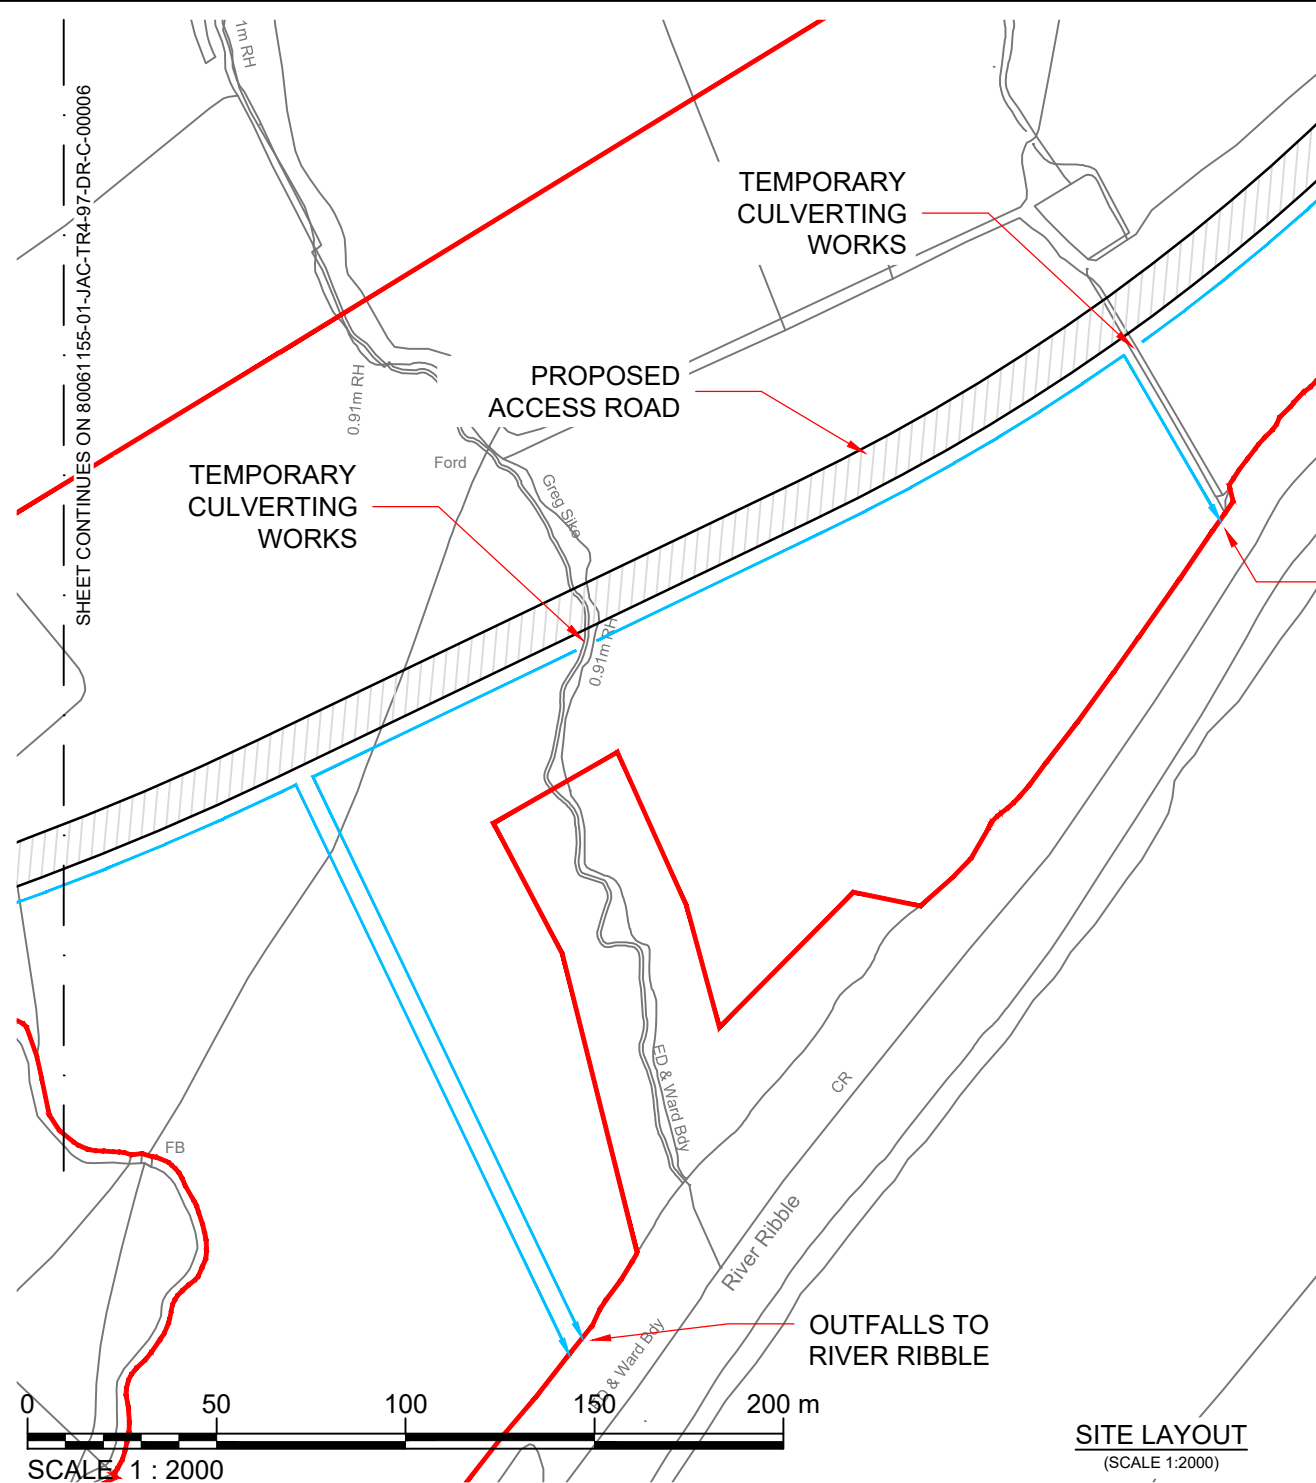 1m RH
SHEET CONTINUES ON 80061155-01-JAC-TR4-97-DR-C-00006
TEMPORARY
CULVERTING
WORKS
0.91m RH
PROPOSED
ACCESS ROAD
Ford
Greg Sike
TEMPORARY
CULVERTING
WORKS
0.91m RH
ED & Ward Bdy
CR
FB
River Ribble
OUTFALLS TO
RIVER RIBBLE
ED & Ward Bdy
0 50 100 150 200 m
SCALE 1 : 2000
SITE LAYOUT
(SCALE 1:2000)